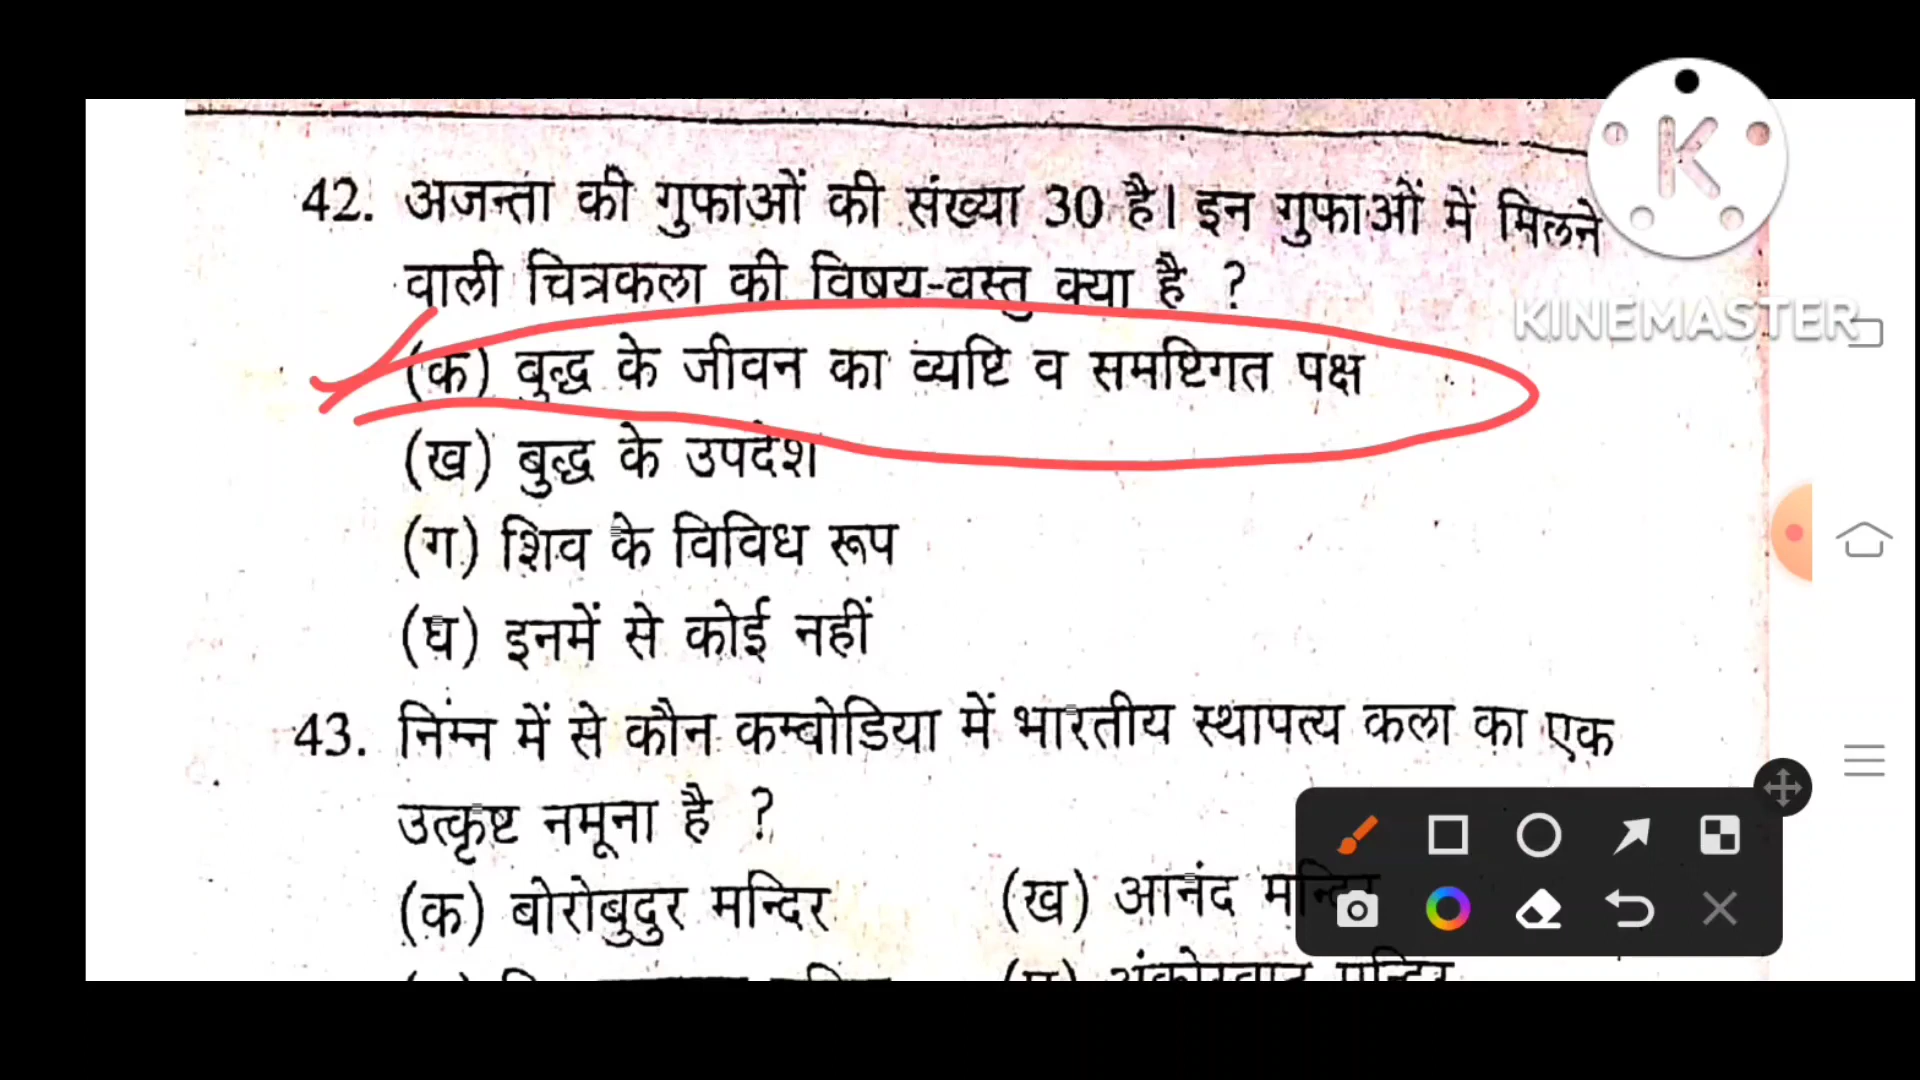 42. अजन्ता की गुफाओं की संख्या 30 है। इन गुफाओं में मिलने
वाली चित्रकला की विषय-वस्तु क्या है ?
(क) बुद्ध के जीवन का व्यष्टि व समष्टिगत पक्ष
(ख) बुद्ध के उपदेश
(ग) शिव के विविध रूप
(घ) इनमें से कोई नहीं
43. निम्न में से कौन कम्बोडिया में भारतीय स्थापत्य कला का एक
उत्कृष्ट नमूना है ?
(क) बोरोबुदुर मन्दिर (ख) आनंद मन्दिर
K
KINEMASTER